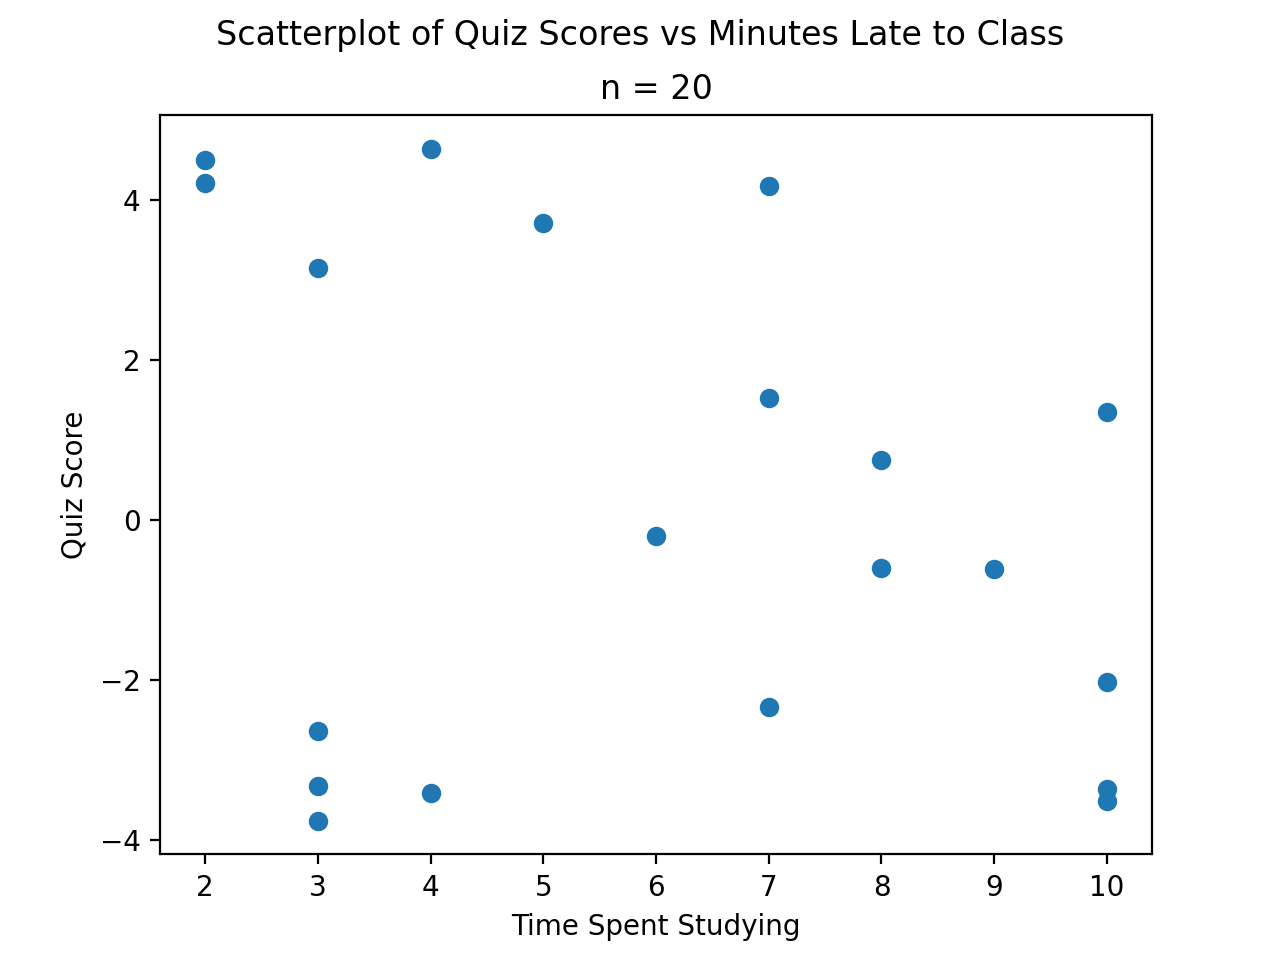 Scatterplot of Quiz Scores vs Minutes Late to Class
n = 20
4
2
0
−2
−4
Quiz Score
2 3 4 5 6 7 8 9 10
Time Spent Studying